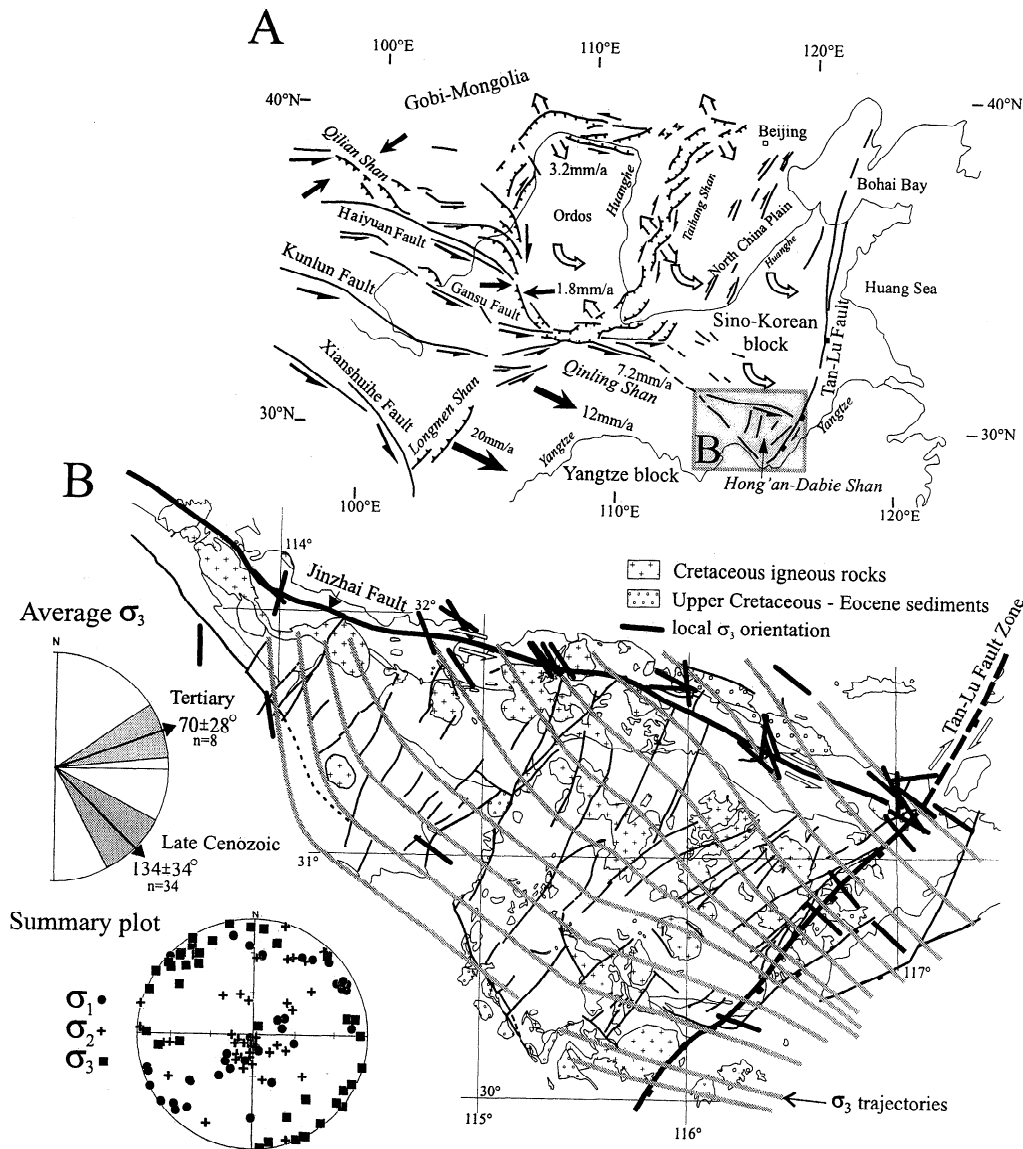 A
100°E
110°E
120°E
40°N
Gobi-Mongolia
40°N
Qilian Shan
Beijing
3.2mm/a
Huanghe
Taihang Shan
Bohai Bay
Ordos
North China Plain
Huanghe
Haiyuan Fault
Kunlun Fault
Gansu Fault
1.8mm/a
Huang Sea
Sino-Korean
block
Tan-Lu Fault
Xianshuihe Fault
Longmen Shan
Qinling Shan
7.2mm/a
12mm/a
30°N
20mm/a
Yangtze
Yangtze
Yangtze
30°N
B
Yangtze block
Hong'an-Dabie Shan
100°E
110°E
120°E
B
114°
Jinzhai Fault
32°
Cretaceous igneous rocks
Upper Cretaceous - Eocene sediments
local σ3 orientation
Tan-Lu Fault Zone
Average σ3
N
Tertiary
70±28°
n=8
Late Cenozoic
134±34°
n=34
31°
117°
Summary plot
N
σ1
σ2
σ3
30°
115°
116°
σ3 trajectories